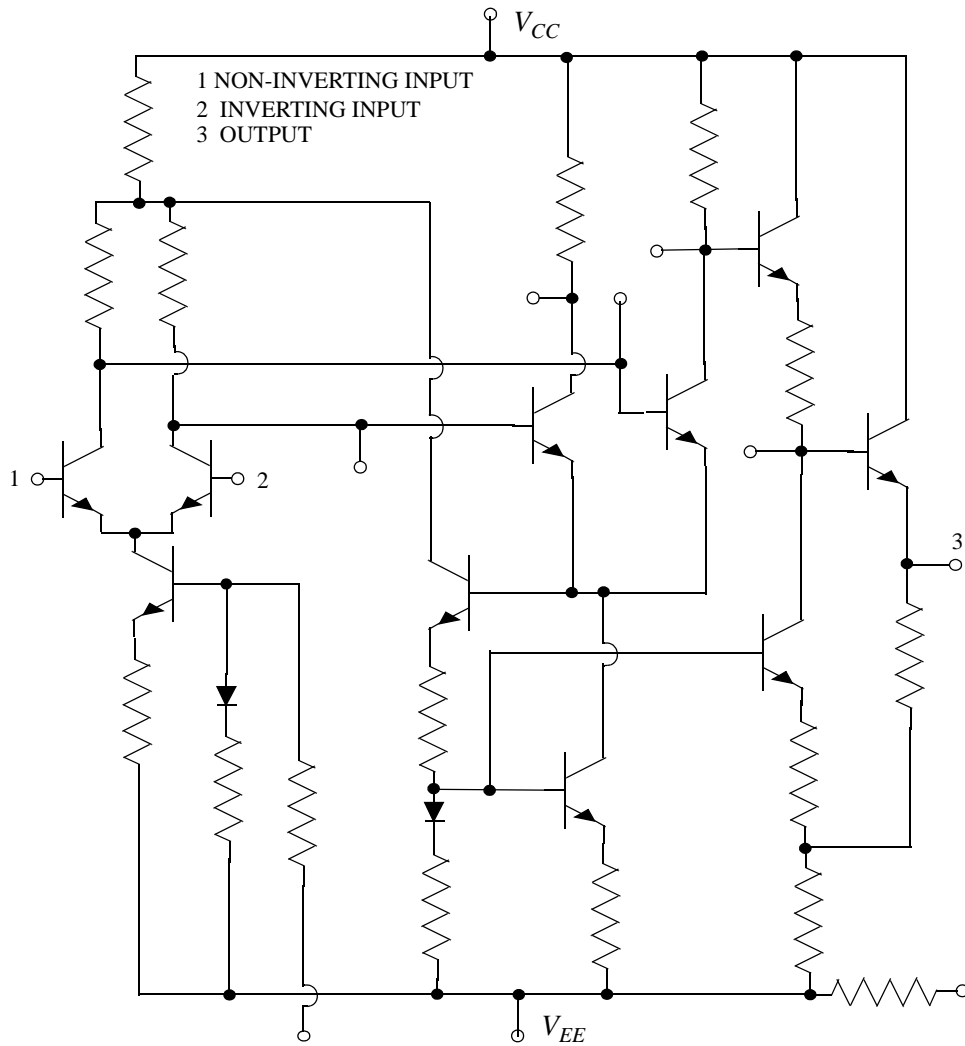 V_CC
1 NON-INVERTING INPUT
2 INVERTING INPUT
3 OUTPUT
1
2
3
V_EE